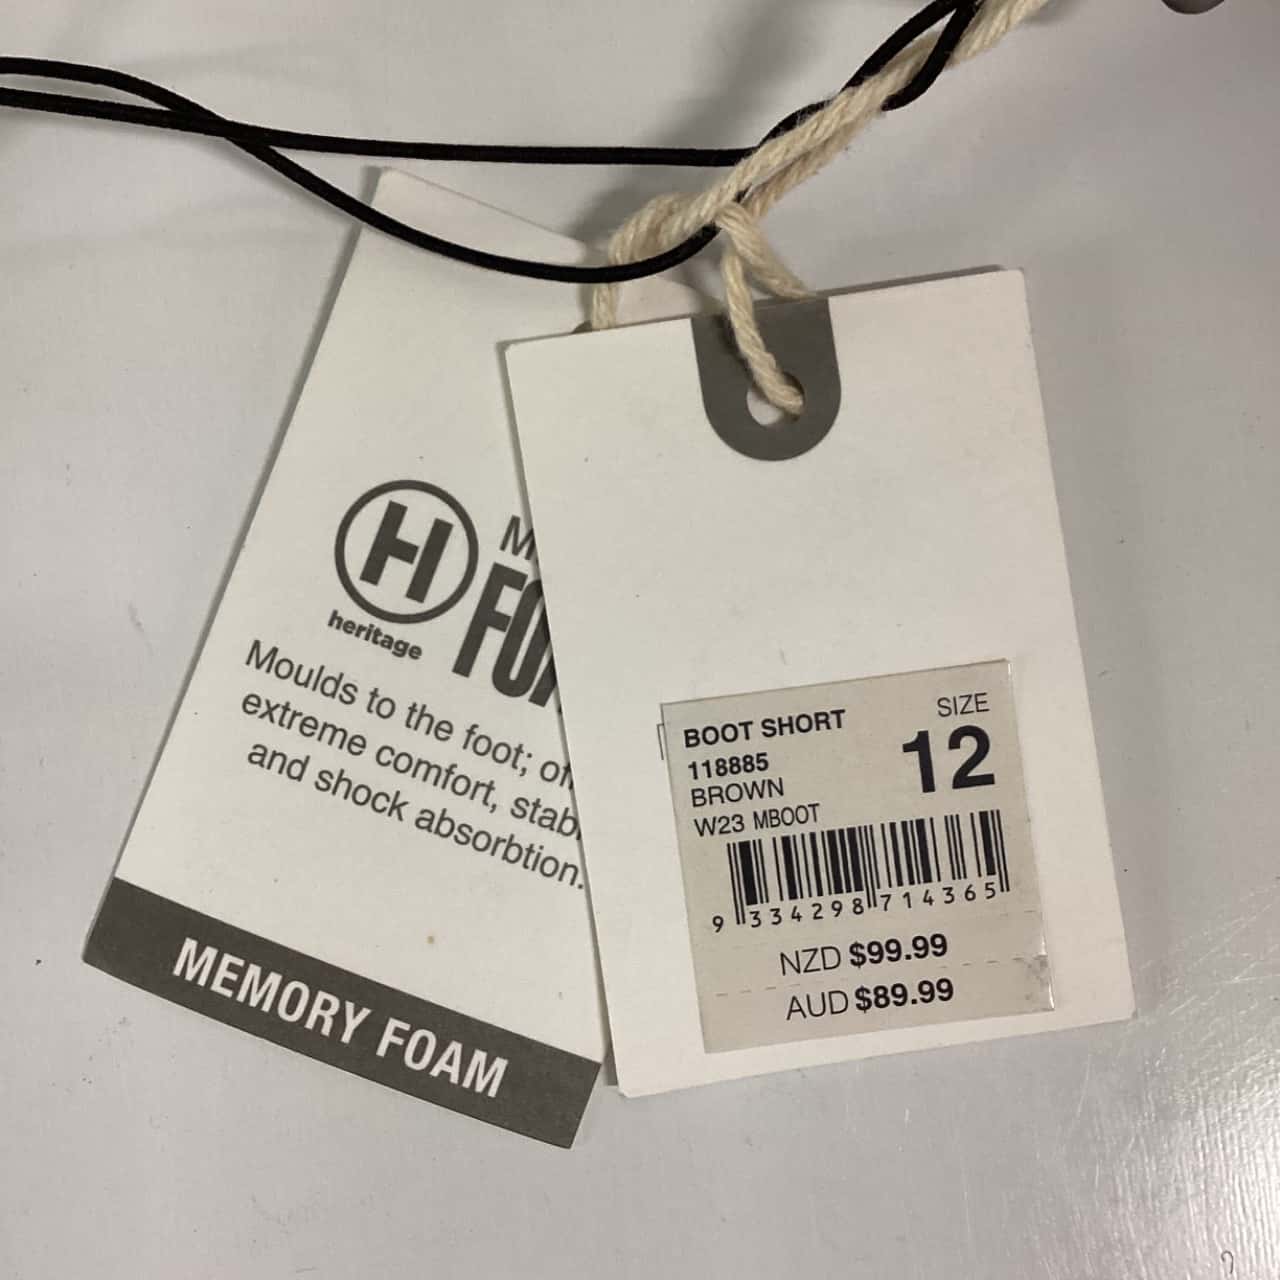 H
heritage
Moulds to the foot;
extreme comfort,
and shock absorbtion.
MEMORY FOAM
BOOT SHORT
118885
BROWN
W23 MBOOT
SIZE
12
9 334298 714365
NZD $99.99
AUD $89.99